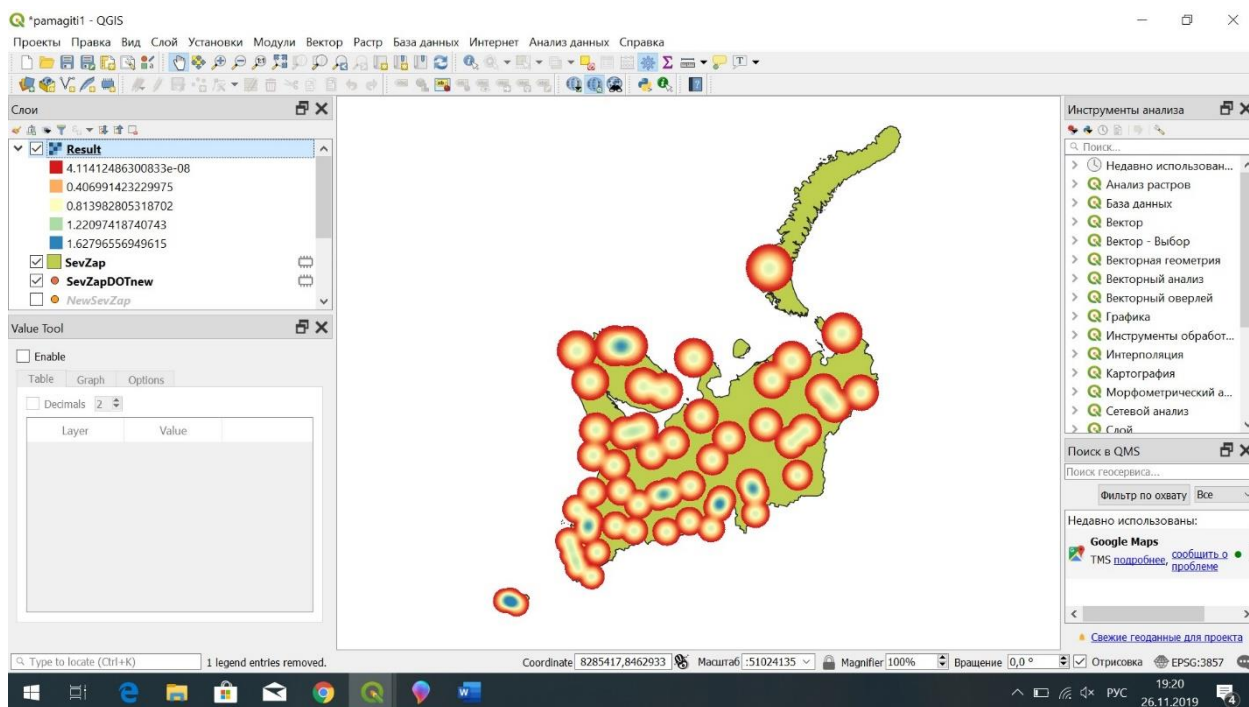 *pamagiti1 - QGIS
Проекты Правка Вид Слой Установки Модули Вектор Растр База данных Интернет Анализ данных Справка
Слои
Result
4.11412486300833e-08
0.406991423229975
0.813982805318702
1.22097418740743
1.62796556949615
SevZap
SevZapDOTnew
NewSevZap
Value Tool
Enable
Table Graph Options
Decimals 2
Layer Value
Инструменты анализа
Поиск...
Недавно использован...
Анализ растров
База данных
Вектор
Вектор - Выбор
Векторная геометрия
Векторный анализ
Векторный оверлей
Графика
Инструменты обработ...
Интерполяция
Картография
Морфометрический а...
Сетевой анализ
Слой
Поиск в QMS
Поиск геосервиса...
Фильтр по охвату Все
Недавно использованы:
Google Maps
TMS подробнее, сообщить о
проблеме
Свежие геоданные для проекта
Type to locate (Ctrl+K) 1 legend entries removed. Coordinate 8285417,8462933 Масштаб :51024135 Magnifier 100% Вращение 0,0 ° Отрисовка EPSG:3857
РУС
19:20
26.11.2019
4